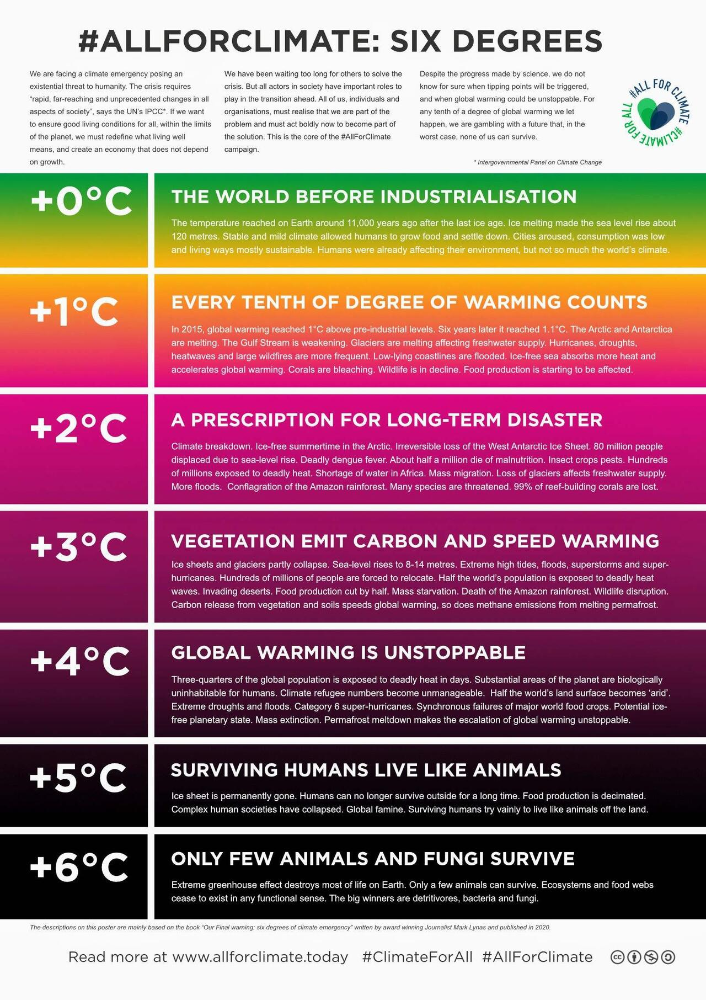 #ALLFORCLIMATE: SIX DEGREES
We are facing a climate emergency posing an
existential threat to humanity. The crisis requires
“rapid, far-reaching and unprecedented changes in all
aspects of society”, says the UN’s IPCC*. If we want
to ensure good living conditions for all, within the limits
of the planet, we must redefine what living well
means, and create an economy that does not depend
on growth.
We have been waiting too long for others to solve the
crisis. But all actors in society have important roles to
play in the transition ahead. All of us, individuals and
organisations, must realise that we are part of the
problem and must act boldly now to become part of
the solution. This is the core of the #AllForClimate
campaign.
Despite the progress made by science, we do not
know for sure when tipping points will be triggered,
and when global warming could be unstoppable. For
any tenth of a degree of global warming we let
happen, we are gambling with a future that, in the
worst case, none of us can survive.
* Intergovernmental Panel on Climate Change
#ALL FOR CLIMATE
#CLIMATE FOR ALL
+0°C
THE WORLD BEFORE INDUSTRIALISATION
The temperature reached on Earth around 11,000 years ago after the last ice age. Ice melting made the sea level rise about
120 metres. Stable and mild climate allowed humans to grow food and settle down. Cities aroused, consumption was low
and living ways mostly sustainable. Humans were already affecting their environment, but not so much the world’s climate.
+1°C
EVERY TENTH OF DEGREE OF WARMING COUNTS
In 2015, global warming reached 1°C above pre-industrial levels. Six years later it reached 1.1°C. The Arctic and Antarctica
are melting. The Gulf Stream is weakening. Glaciers are melting affecting freshwater supply. Hurricanes, droughts,
heatwaves and large wildfires are more frequent. Low-lying coastlines are flooded. Ice-free sea absorbs more heat and
accelerates global warming. Corals are bleaching. Wildlife is in decline. Food production is starting to be affected.
+2°C
A PRESCRIPTION FOR LONG-TERM DISASTER
Climate breakdown. Ice-free summertime in the Arctic. Irreversible loss of the West Antarctic Ice Sheet. 80 million people
displaced due to sea-level rise. Deadly dengue fever. About half a million die of malnutrition. Insect crops pests. Hundreds
of millions exposed to deadly heat. Shortage of water in Africa. Mass migration. Loss of glaciers affects freshwater supply.
More floods. Conflagration of the Amazon rainforest. Many species are threatened. 99% of reef-building corals are lost.
+3°C
VEGETATION EMIT CARBON AND SPEED WARMING
Ice sheets and glaciers partly collapse. Sea-level rises to 8-14 metres. Extreme high tides, floods, superstorms and super-
hurricanes. Hundreds of millions of people are forced to relocate. Half the world’s population is exposed to deadly heat
waves. Invading deserts. Food production cut by half. Mass starvation. Death of the Amazon rainforest. Wildlife disruption.
Carbon release from vegetation and soils speeds global warming, so does methane emissions from melting permafrost.
+4°C
GLOBAL WARMING IS UNSTOPPABLE
Three-quarters of the global population is exposed to deadly heat in days. Substantial areas of the planet are biologically
uninhabitable for humans. Climate refugee numbers become unmanageable. Half the world’s land surface becomes ‘arid’.
Extreme droughts and floods. Category 6 super-hurricanes. Synchronous failures of major world food crops. Potential ice-
free planetary state. Mass extinction. Permafrost meltdown makes the escalation of global warming unstoppable.
+5°C
SURVIVING HUMANS LIVE LIKE ANIMALS
Ice sheet is permanently gone. Humans can no longer survive outside for a long time. Food production is decimated.
Complex human societies have collapsed. Global famine. Surviving humans try vainly to live like animals off the land.
+6°C
ONLY FEW ANIMALS AND FUNGI SURVIVE
Extreme greenhouse effect destroys most of life on Earth. Only a few animals can survive. Ecosystems and food webs
cease to exist in any functional sense. The big winners are detritivores, bacteria and fungi.
The descriptions on this poster are mainly based on the book “Our Final warning: six degrees of climate emergency” written by award winning Journalist Mark Lynas and published in 2020.
Read more at www.allforclimate.today #ClimateForAll #AllForClimate
cc